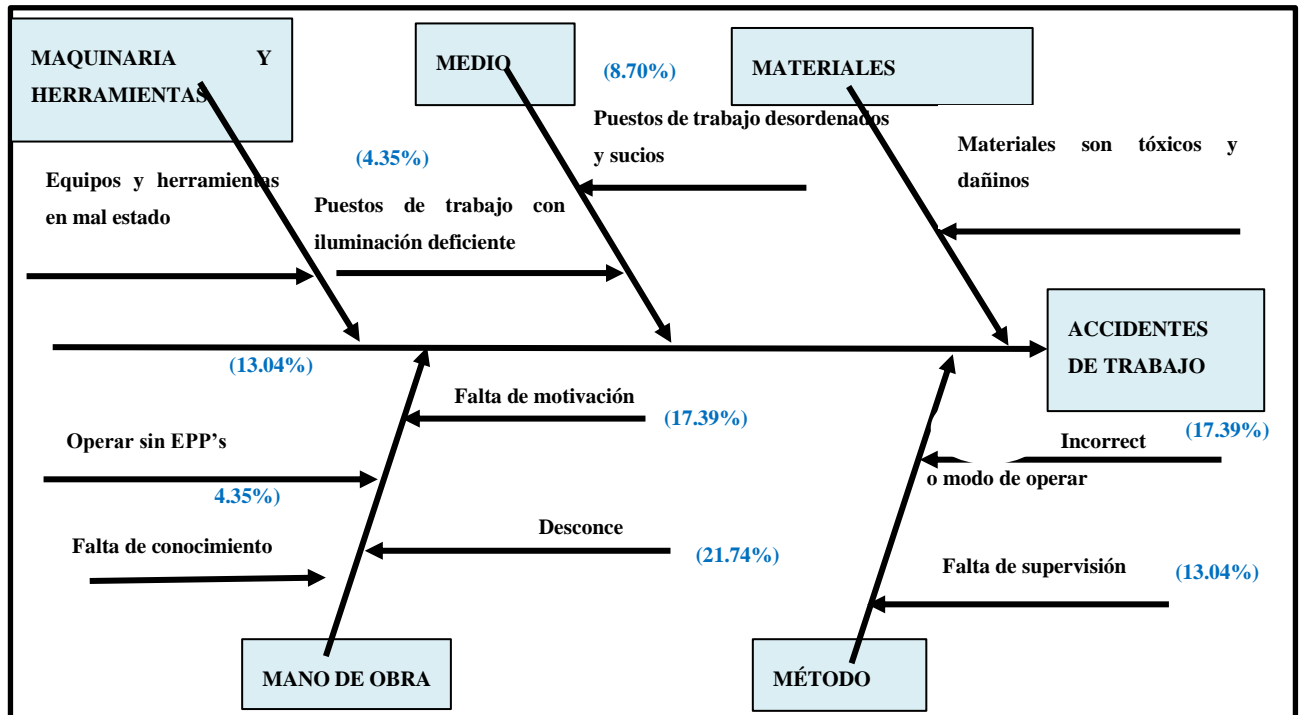 MAQUINARIA Y
HERRAMIENTAS
MEDIO
(8.70%)
MATERIALES
Puestos de trabajo desordenados
y sucios
Materiales son tóxicos y
dañinos
(4.35%)
Equipos y herramientas
en mal estado
Puestos de trabajo con
iluminación deficiente
ACCIDENTES
DE TRABAJO
(13.04%)
Falta de motivación
(17.39%)
Operar sin EPP's
Incorrect
(17.39%)
o modo de operar
4.35%)
Falta de conocimiento
Desconce
(21.74%)
Falta de supervisión
(13.04%)
MANO DE OBRA
MÉTODO